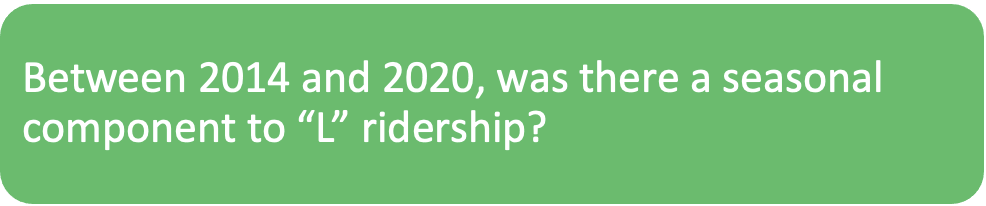 Between 2014 and 2020, was there a seasonal
component to “L” ridership?